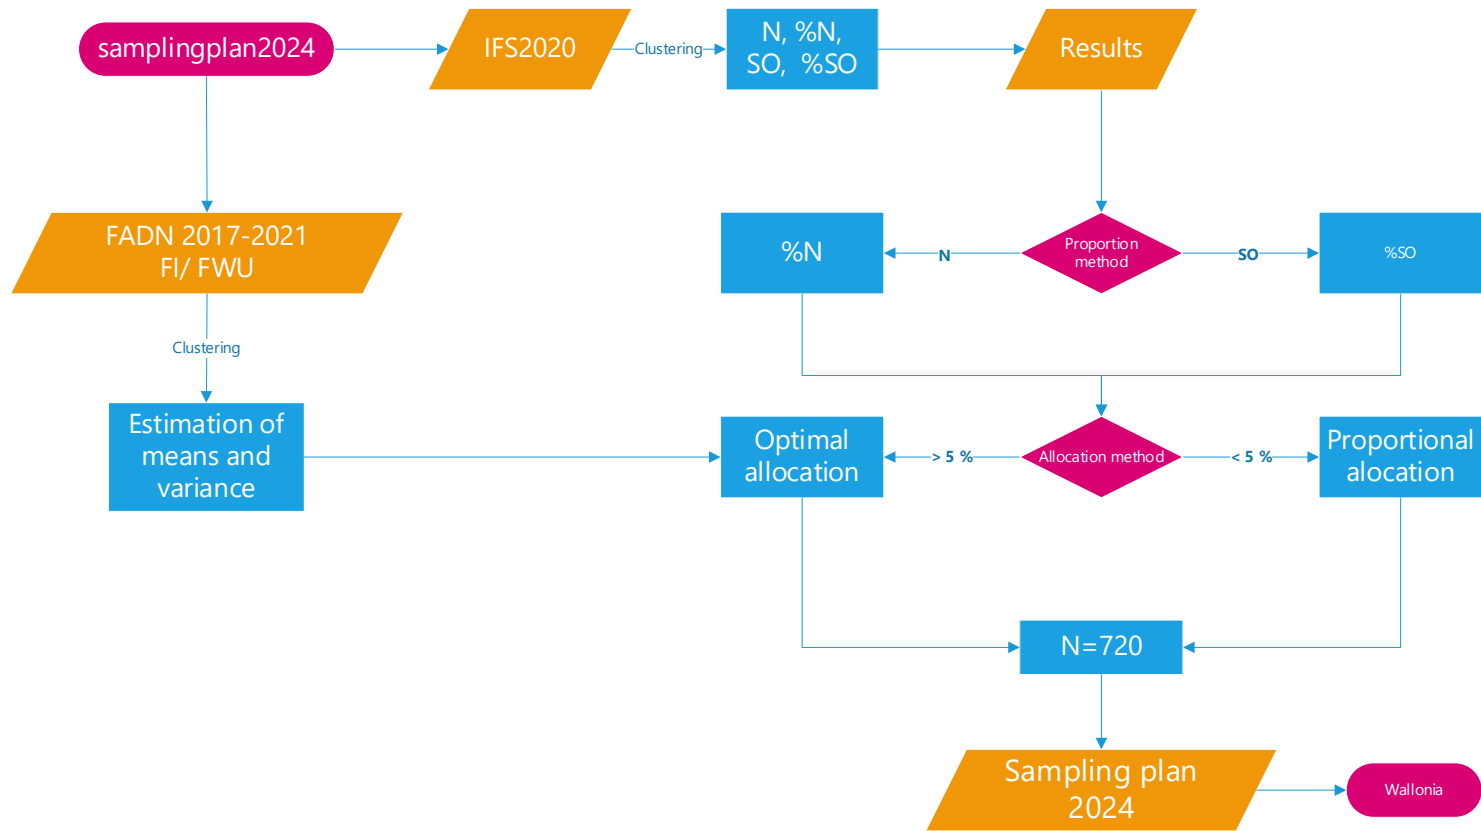 samplingplan2024
IFS2020
Clustering
N, %N,
SO, %SO
Results
FADN 2017-2021
FI/ FWU
%N
N
Proportion
method
SO
%SO
Clustering
Estimation of
means and
variance
Optimal
allocation
> 5 %
Allocation method
< 5 %
Proportional
alocation
N=720
Sampling plan
2024
Wallonia